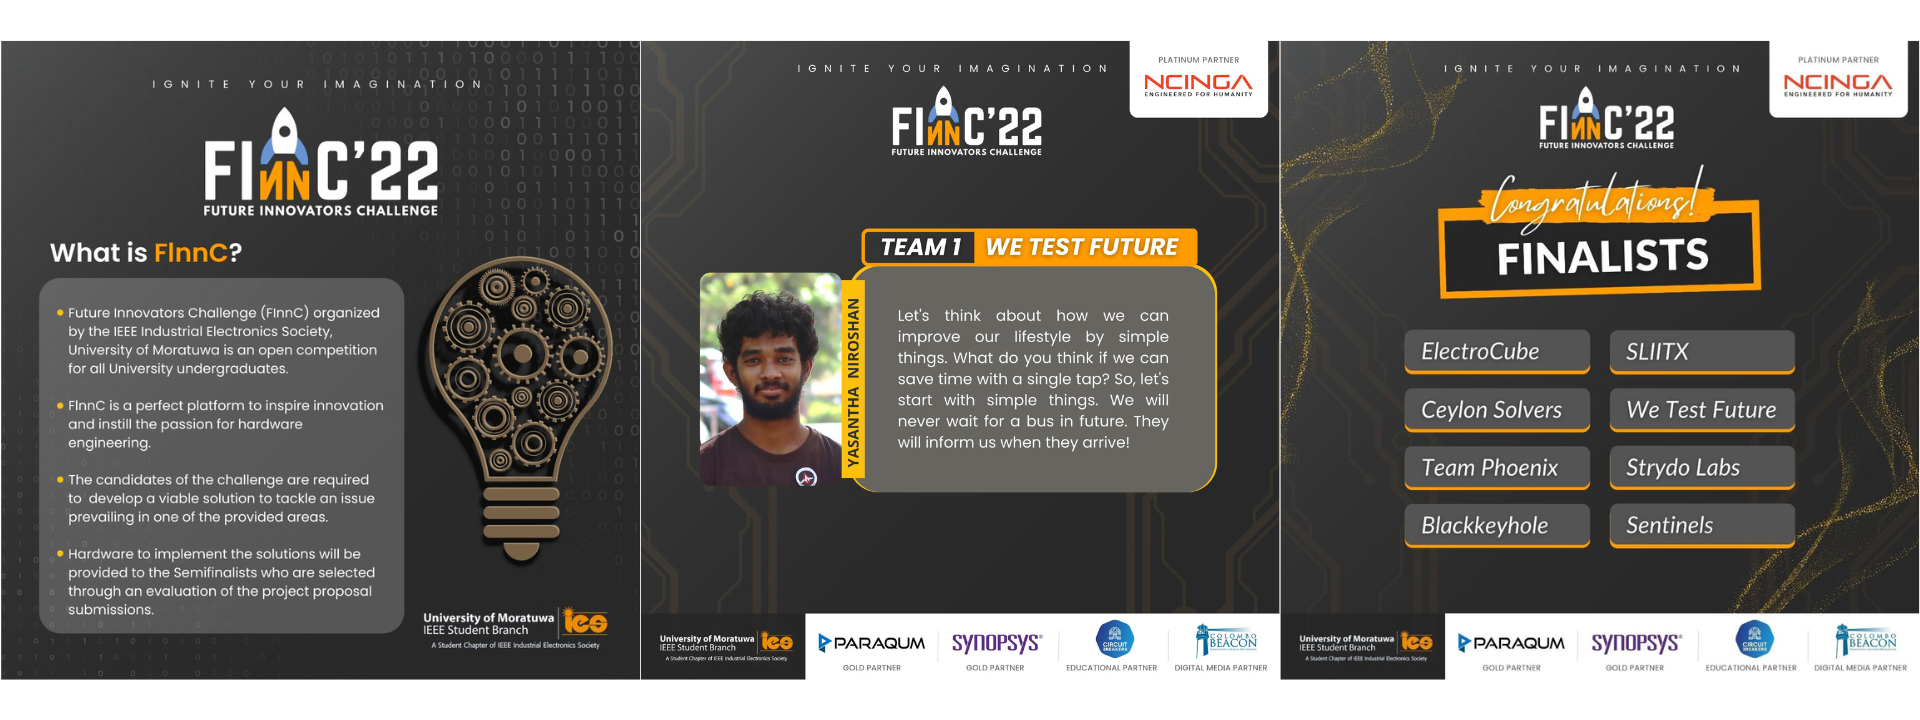 IGNITE YOUR IMAGINATION
FInnC'22
FUTURE INNOVATORS CHALLENGE
What is FInnC?
Future Innovators Challenge (FInnC) organized
by the IEEE Industrial Electronics Society,
University of Moratuwa is an open competition
for all University undergraduates.
FInnC is a perfect platform to inspire innovation
and instill the passion for hardware
engineering.
The candidates of the challenge are required
to develop a viable solution to tackle an issue
prevailing in one of the provided areas.
Hardware to implement the solutions will be
provided to the Semifinalists who are selected
through an evaluation of the project proposal
submissions.
University of Moratuwa
IEEE Student Branch
ies
A Student Chapter of IEEE Industrial Electronics Society
IGNITE YOUR IMAGINATION
PLATINUM PARTNER
NCINGA
ENGINEERED FOR HUMANITY
FInnC'22
FUTURE INNOVATORS CHALLENGE
TEAM 1 WE TEST FUTURE
YASANTHA NIROSHAN
Let's think about how we can
improve our lifestyle by simple
things. What do you think if we can
save time with a single tap? So, let's
start with simple things. We will
never wait for a bus in future. They
will inform us when they arrive!
University of Moratuwa
IEEE Student Branch
ies
A Student Chapter of IEEE Industrial Electronics Society
PARAQUM
GOLD PARTNER
SYNOPSYS®
GOLD PARTNER
CIRCUIT
BREAKERS
EDUCATIONAL PARTNER
COLOMBO
BEACON
DIGITAL MEDIA PARTNER
IGNITE YOUR IMAGINATION
PLATINUM PARTNER
NCINGA
ENGINEERED FOR HUMANITY
FInnC'22
FUTURE INNOVATORS CHALLENGE
Congratulations!
FINALISTS
ElectroCube
SLIITX
Ceylon Solvers
We Test Future
Team Phoenix
Strydo Labs
Blackkeyhole
Sentinels
University of Moratuwa
IEEE Student Branch
ies
A Student Chapter of IEEE Industrial Electronics Society
PARAQUM
GOLD PARTNER
SYNOPSYS®
GOLD PARTNER
CIRCUIT
BREAKERS
EDUCATIONAL PARTNER
COLOMBO
BEACON
DIGITAL MEDIA PARTNER